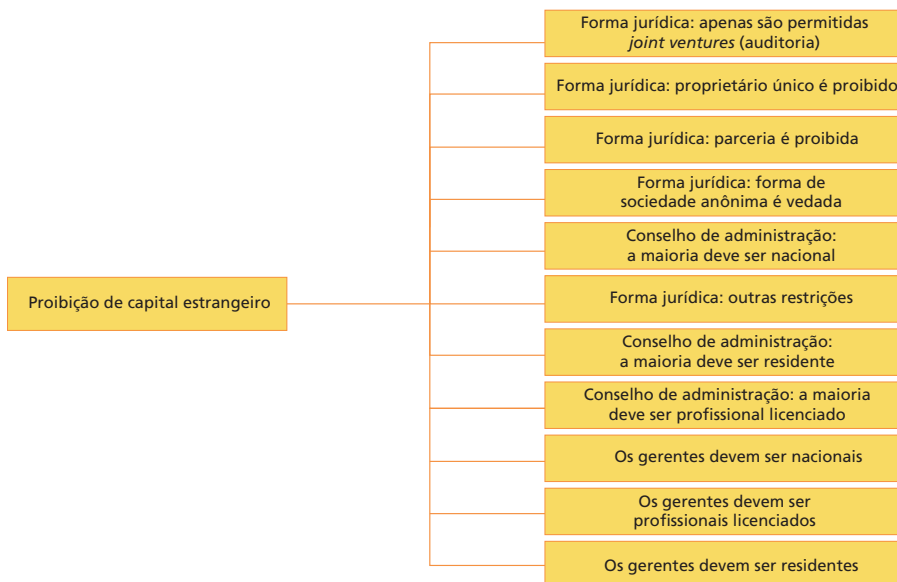 Forma jurídica: apenas são permitidas
joint ventures (auditoria)
Forma jurídica: proprietário único é proibido
Forma jurídica: parceria é proibida
Forma jurídica: forma de
sociedade anônima é vedada
Conselho de administração:
a maioria deve ser nacional
Proibição de capital estrangeiro
Forma jurídica: outras restrições
Conselho de administração:
a maioria deve ser residente
Conselho de administração: a maioria
deve ser profissional licenciado
Os gerentes devem ser nacionais
Os gerentes devem ser
profissionais licenciados
Os gerentes devem ser residentes